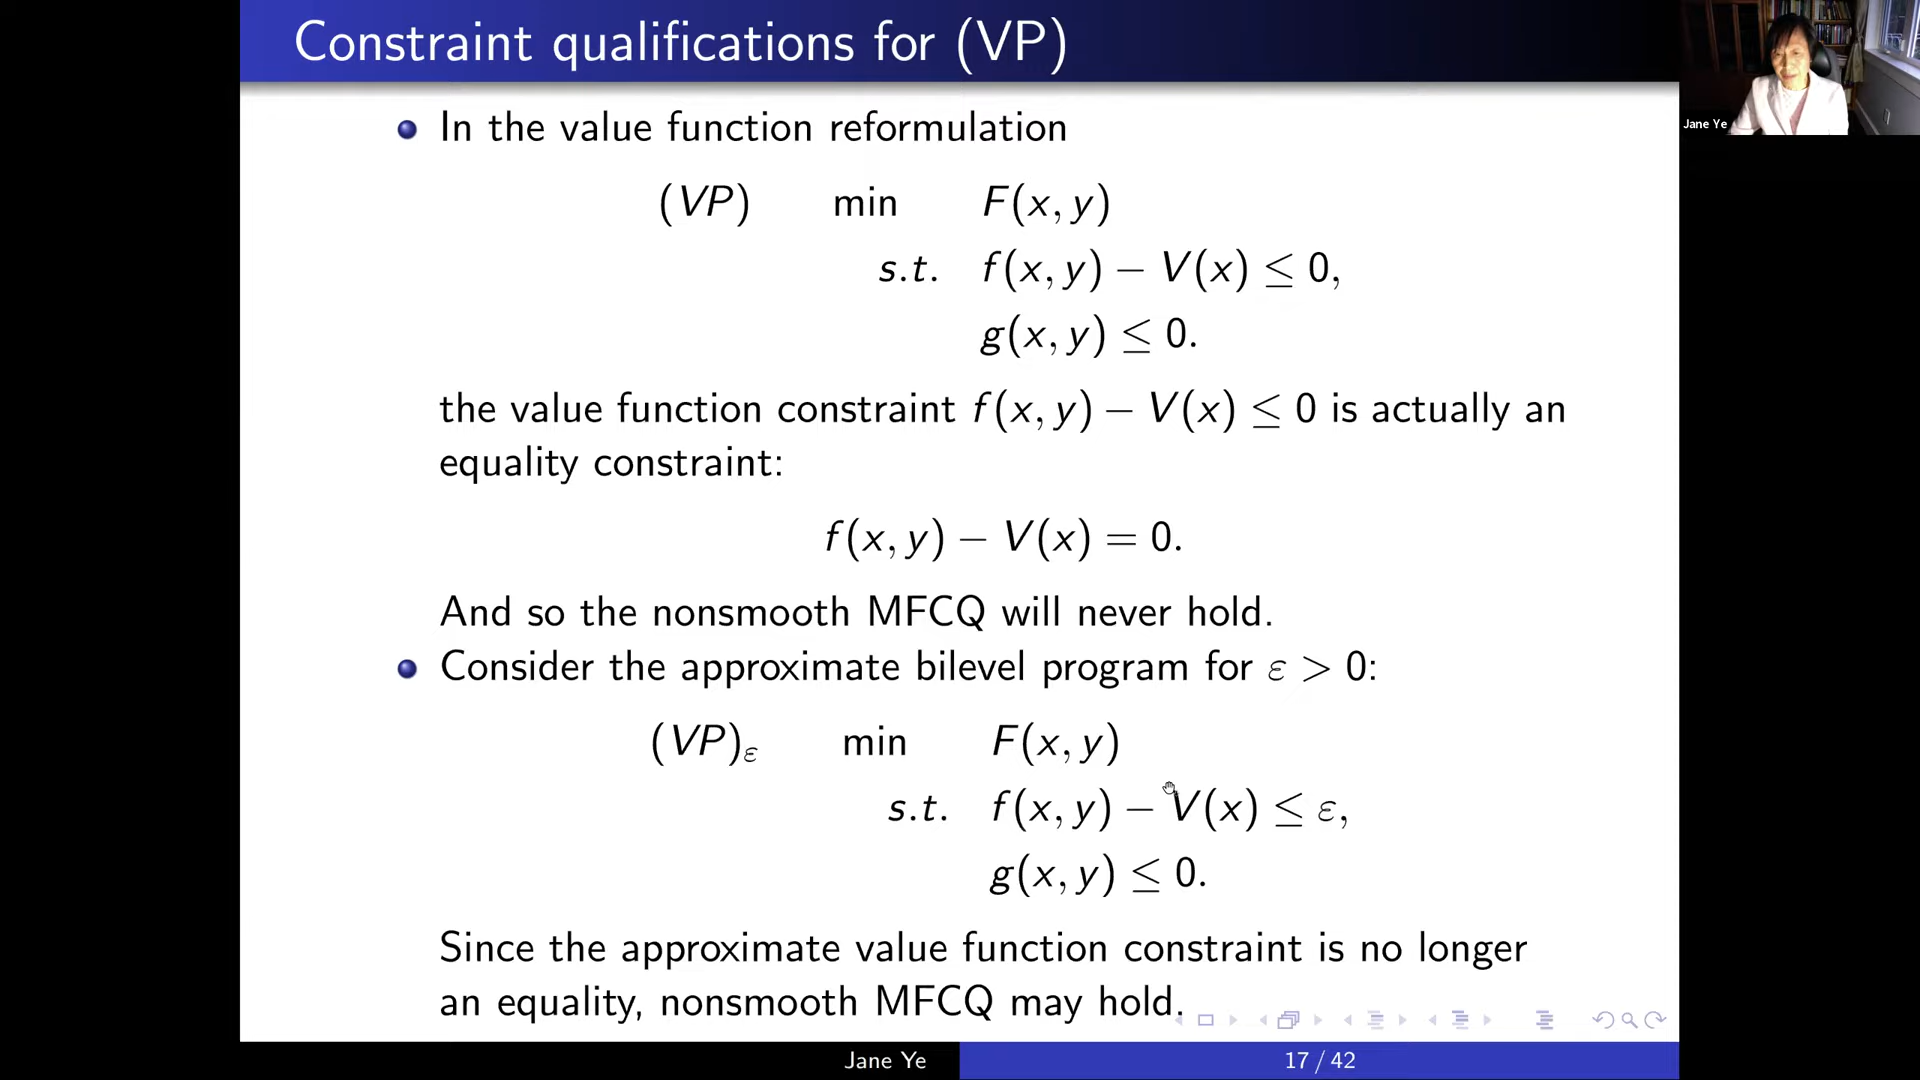 Constraint qualifications for (VP)
Jane Ye
In the value function reformulation
(VP) min F(x, y)
s.t. f(x, y) − V(x) ≤ 0,
g(x, y) ≤ 0.
the value function constraint f(x, y) − V(x) ≤ 0 is actually an
equality constraint:
f(x, y) − V(x) = 0.
And so the nonsmooth MFCQ will never hold.
Consider the approximate bilevel program for ε > 0:
(VP)ε min F(x, y)
s.t. f(x, y) − V(x) ≤ ε,
g(x, y) ≤ 0.
Since the approximate value function constraint is no longer
an equality, nonsmooth MFCQ may hold.
Jane Ye 17 / 42